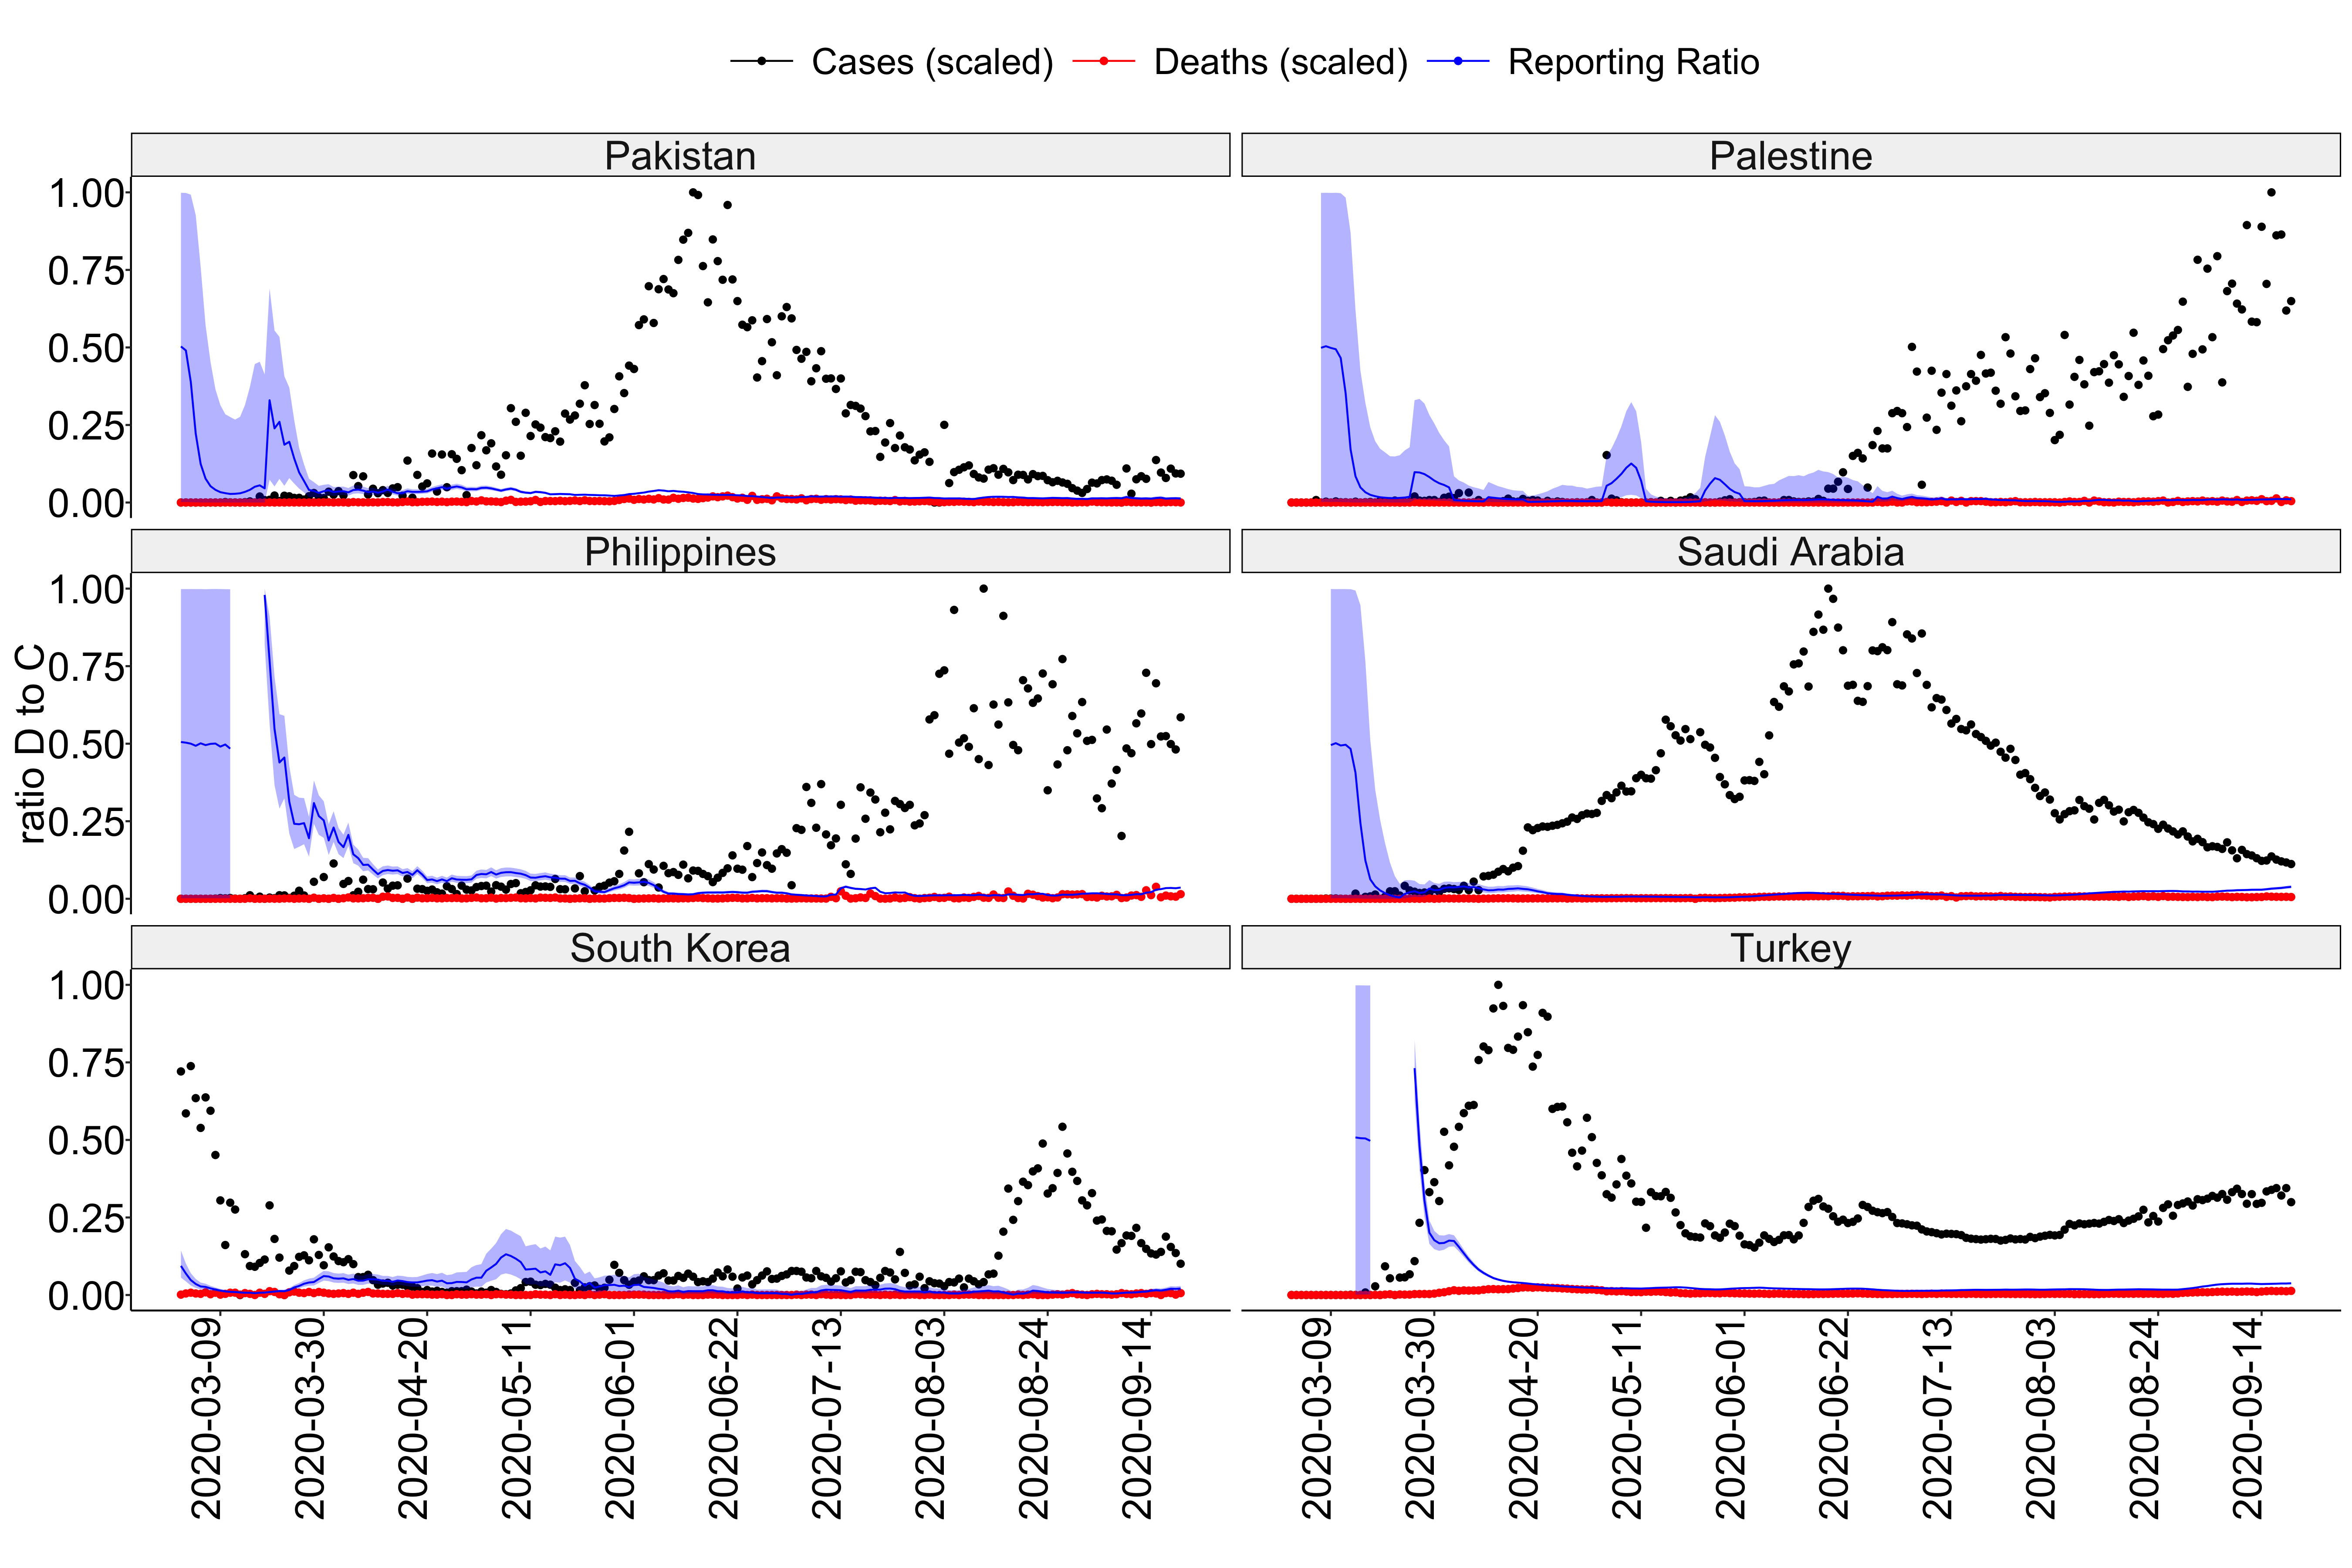 Cases (scaled) Deaths (scaled) Reporting Ratio
Pakistan Palestine
1.00
0.75
0.50
0.25
0.00
Philippines Saudi Arabia
1.00
0.75
0.50
0.25
0.00
ratio D to C
South Korea Turkey
1.00
0.75
0.50
0.25
0.00
2020-03-09 2020-03-30 2020-04-20 2020-05-11 2020-06-01 2020-06-22 2020-07-13 2020-08-03 2020-08-24 2020-09-14 2020-03-09 2020-03-30 2020-04-20 2020-05-11 2020-06-01 2020-06-22 2020-07-13 2020-08-03 2020-08-24 2020-09-14